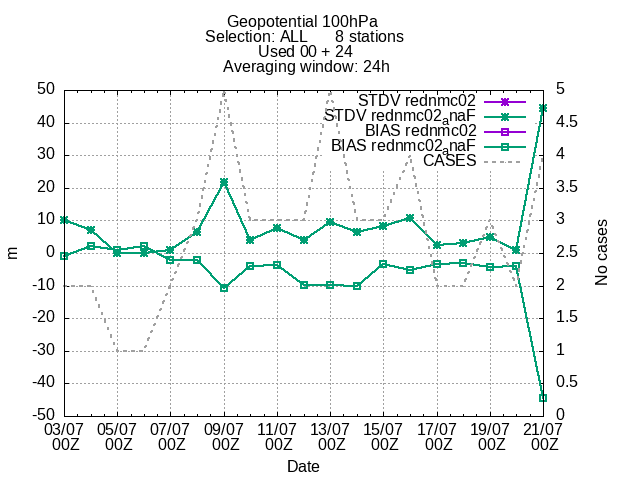 Geopotential 100hPa
Selection: ALL 8 stations
Used 00 + 24
Averaging window: 24h
50
40
30
20
10
0
-10
-20
-30
-40
-50
m
5
4.5
4
3.5
3
2.5
2
1.5
1
0.5
0
No cases
STDV rednmc02
STDV rednmc02anaF
BIAS rednmc02
BIAS rednmc02anaF
CASES
03/07 05/07 07/07 09/07 11/07 13/07 15/07 17/07 19/07 21/07
00Z 00Z 00Z 00Z 00Z 00Z 00Z 00Z 00Z 00Z
Date